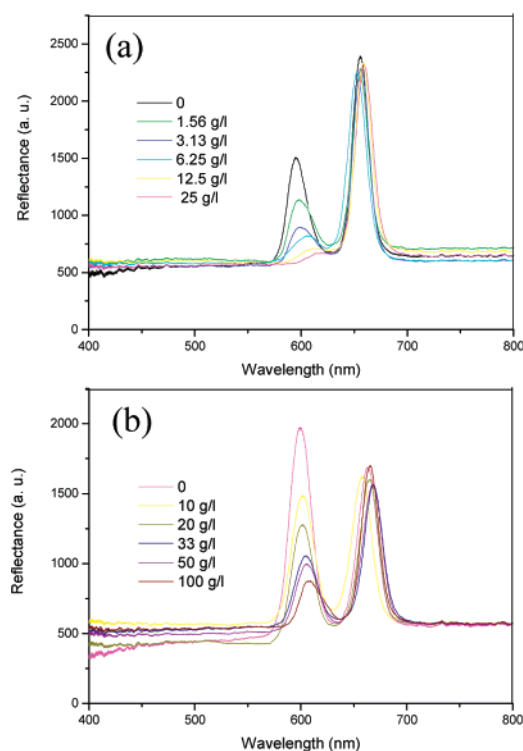 (a)
2500
2000
1500
1000
500
0
Reflectance (a. u.)
0
1.56 g/l
3.13 g/l
6.25 g/l
12.5 g/l
25 g/l
400 500 600 700 800
Wavelength (nm)
(b)
2000
1500
1000
500
0
Reflectance (a. u.)
0
10 g/l
20 g/l
33 g/l
50 g/l
100 g/l
400 500 600 700 800
Wavelength (nm)